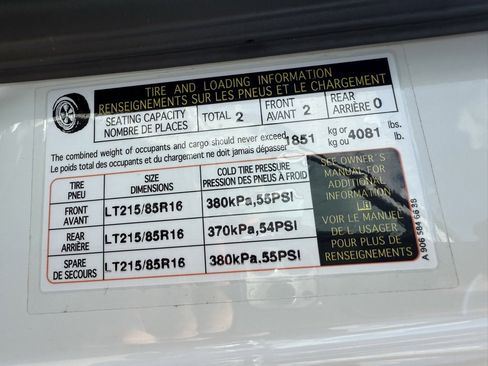 TIRE AND LOADING INFORMATION
RENSEIGNEMENTS SUR LES PNEUS ET LE CHARGEMENT
SEATING CAPACITY
NOMBRE DE PLACES
TOTAL 2
FRONT
AVANT 2
REAR
ARRIÈRE 0
The combined weight of occupants and cargo should never exceed
Le poids total des occupants et du chargement ne doit jamais dépasser
1851 kg or
kg ou
4081 lbs.
lb.
TIRE
PNEU
SIZE
DIMENSIONS
COLD TIRE PRESSURE
PRESSION DES PNEUS À FROID
FRONT
AVANT
LT215/85R16
380kPa,55PSI
REAR
ARRIÈRE
LT215/85R16
370kPa,54PSI
SPARE
DE SECOURS
LT215/85R16
380kPa,55PSI
SEE OWNER'S
MANUAL FOR
ADDITIONAL
INFORMATION
VOIR LE MANUEL
DE L'USAGER
POUR PLUS DE
RENSEIGNEMENTS
A 906 584 66 38